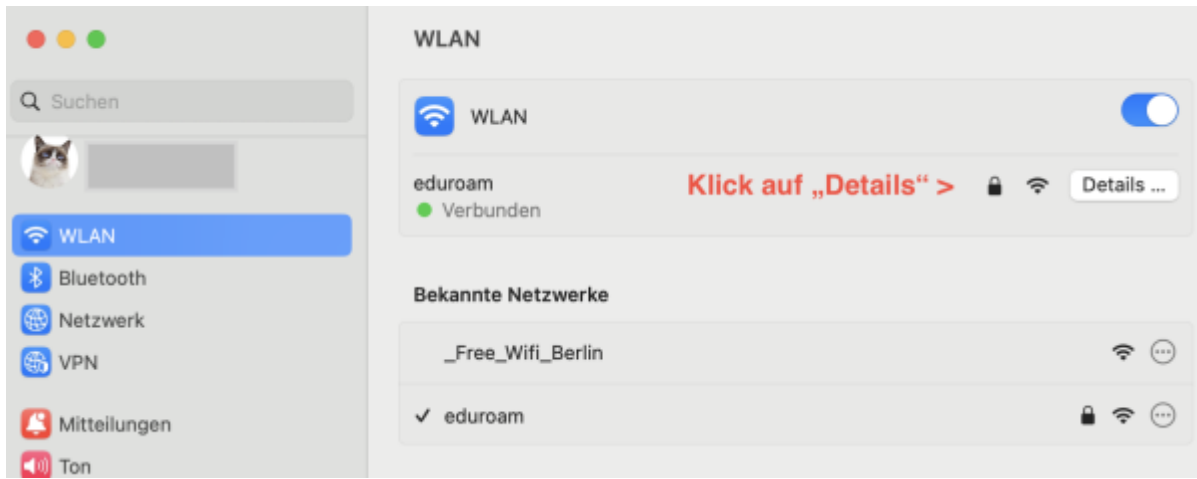 Suchen
WLAN
Bluetooth
Netzwerk
VPN
Mitteilungen
Ton
WLAN
WLAN
eduroam
Verbunden
Klick auf „Details“ >
Details ...
Bekannte Netzwerke
_Free_Wifi_Berlin
eduroam